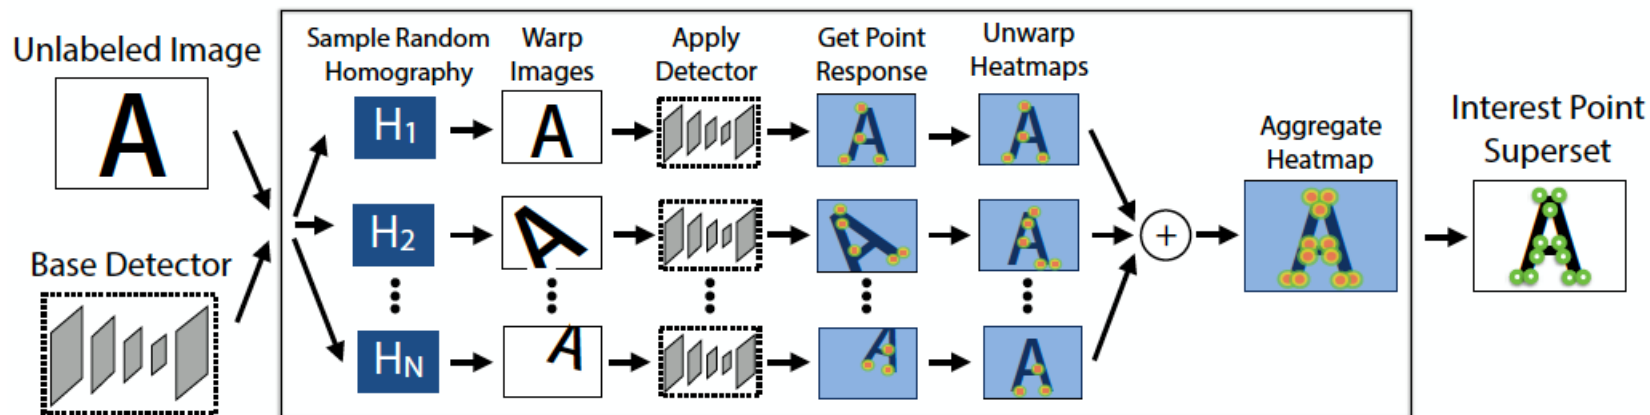 Unlabeled Image
A
Base Detector
Sample Random
Homography
Warp
Images
Apply
Detector
Get Point
Response
Unwarp
Heatmaps
H1
A
A
A
H2
A
A
A
HN
A
A
A
+
Aggregate
Heatmap
A
Interest Point
Superset
A